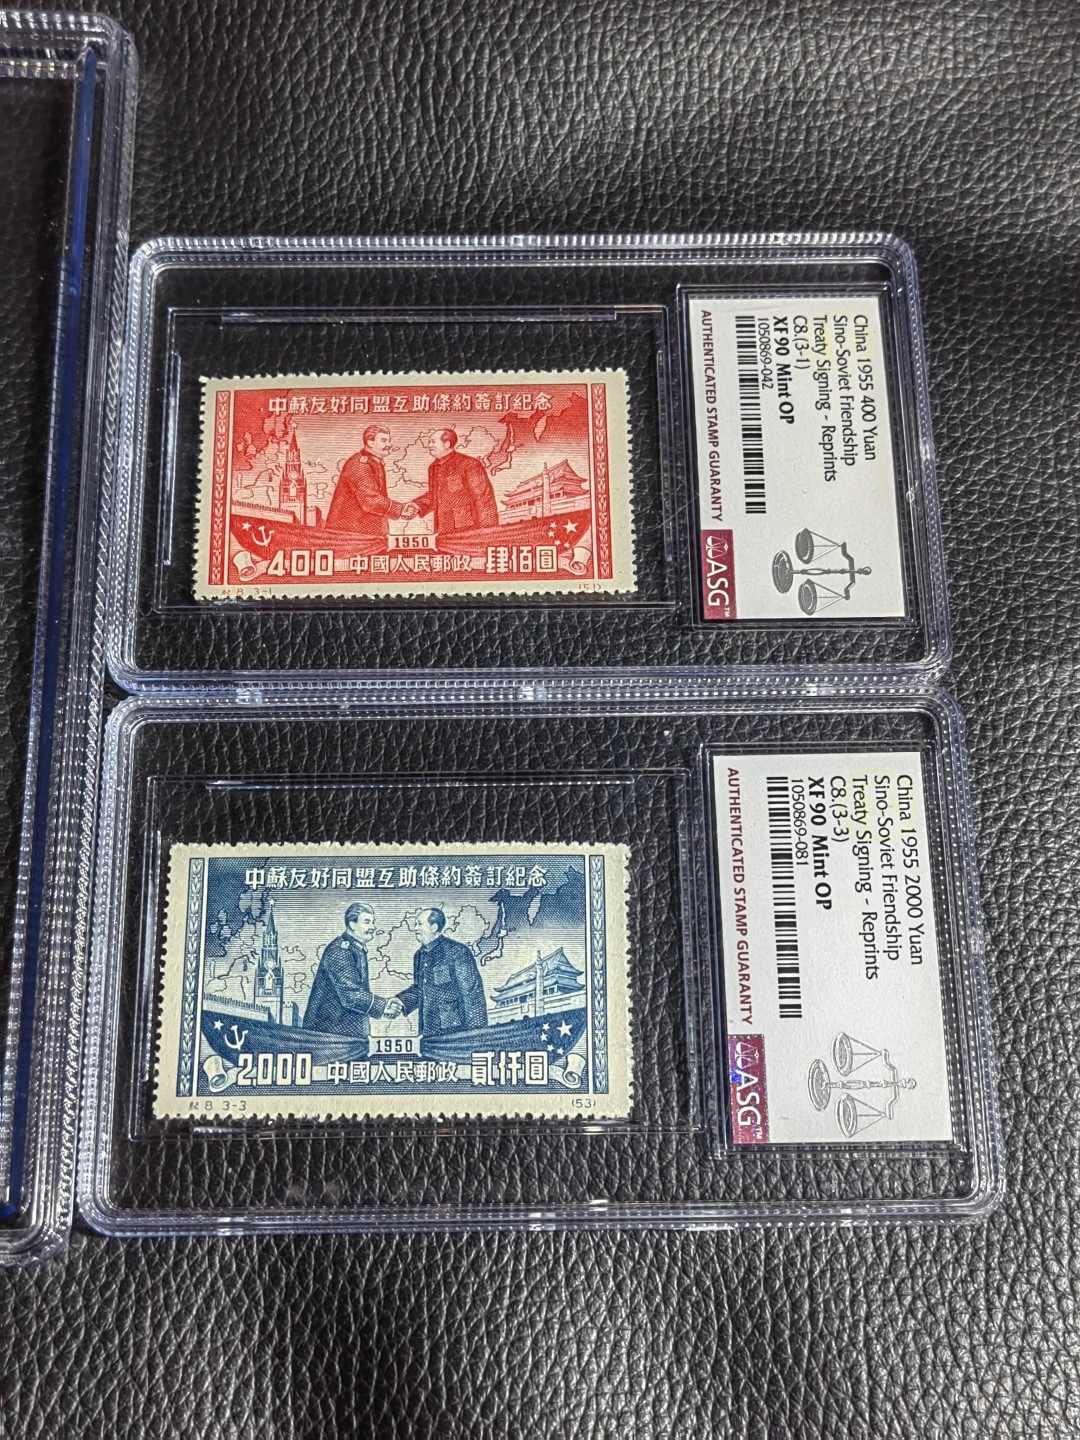 中蘇友好同盟互助條約簽訂紀念
1950
400 中國人民郵政 肆佰圓
紀 8. 3-1
(51)
China 1955 400 Yuan
Sino-Soviet Friendship
Treaty Signing - Reprints
C8.(3-1)
XF 90 Mint OP
1050869-042
AUTHENTICATED STAMP GUARANTY
ASG™
中蘇友好同盟互助條約簽訂紀念
1950
2000 中國人民郵政 貳仟圓
紀 8. 3-3
(53)
China 1955 2000 Yuan
Sino-Soviet Friendship
Treaty Signing - Reprints
C8.(3-3)
XF 90 Mint OP
1050869-081
AUTHENTICATED STAMP GUARANTY
ASG™